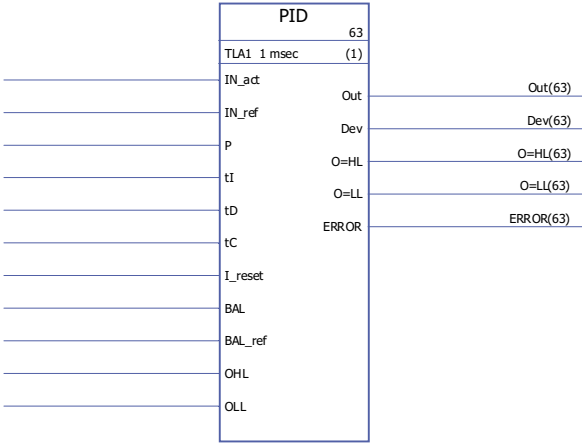 PID
63
TLA1 1 msec (1)
IN_act
IN_ref
P
tI
tD
tC
I_reset
BAL
BAL_ref
OHL
OLL
Out
Dev
O=HL
O=LL
ERROR
Out(63)
Dev(63)
O=HL(63)
O=LL(63)
ERROR(63)